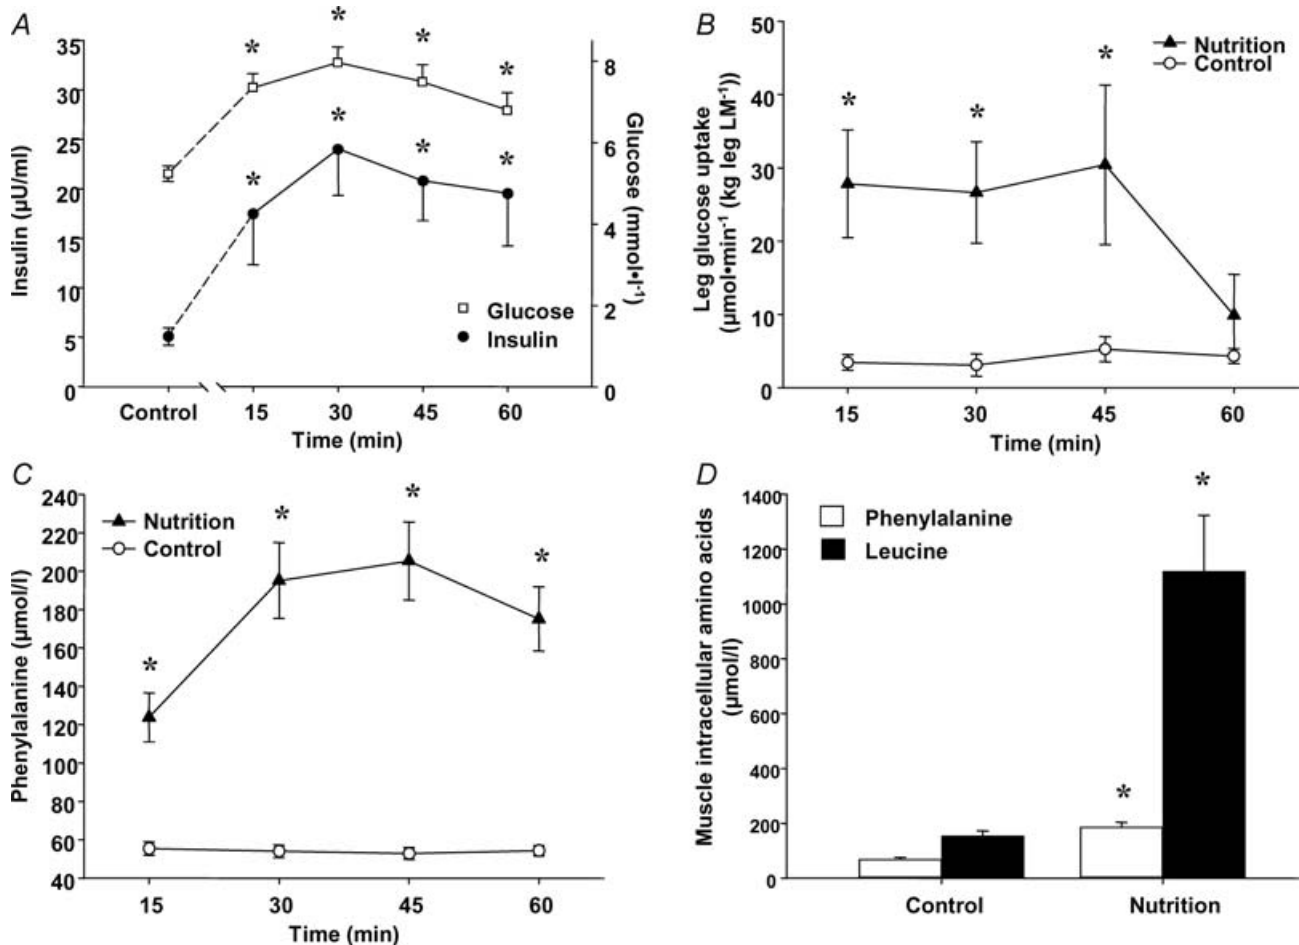 A
*
*
*
*
*
*
*
*
35
30
25
20
15
10
5
0
Insulin (µU/ml)
8
6
4
2
0
Glucose (mmol•l⁻¹)
Glucose
Insulin
Control
15
30
45
60
Time (min)
B
*
*
*
Nutrition
Control
50
40
30
20
10
0
Leg glucose uptake
(µmol•min⁻¹ (kg leg LM⁻¹))
15
30
45
60
Time (min)
C
*
*
*
*
Nutrition
Control
240
220
200
180
160
140
120
100
80
60
40
Phenylalanine (µmol/l)
15
30
45
60
Time (min)
D
*
*
Phenylalanine
Leucine
1400
1200
1000
800
600
400
200
0
Muscle intracellular amino acids
(µmol/l)
Control
Nutrition